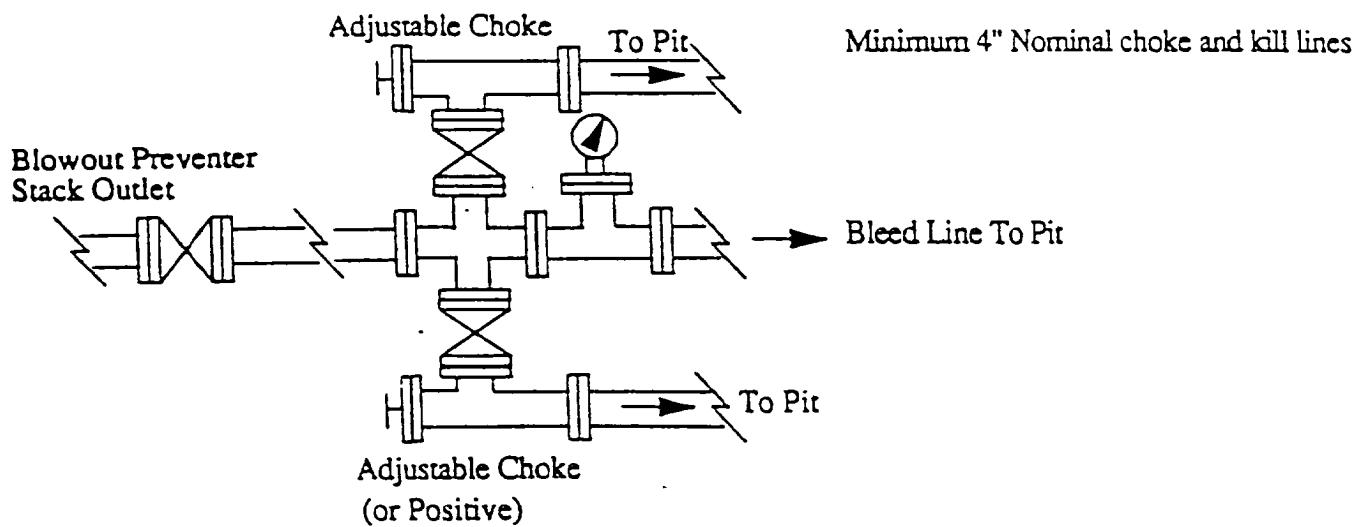 Adjustable Choke
To Pit
Minimum 4" Nominal choke and kill lines
Blowout Preventer
Stack Outlet
Bleed Line To Pit
To Pit
Adjustable Choke
(or Positive)